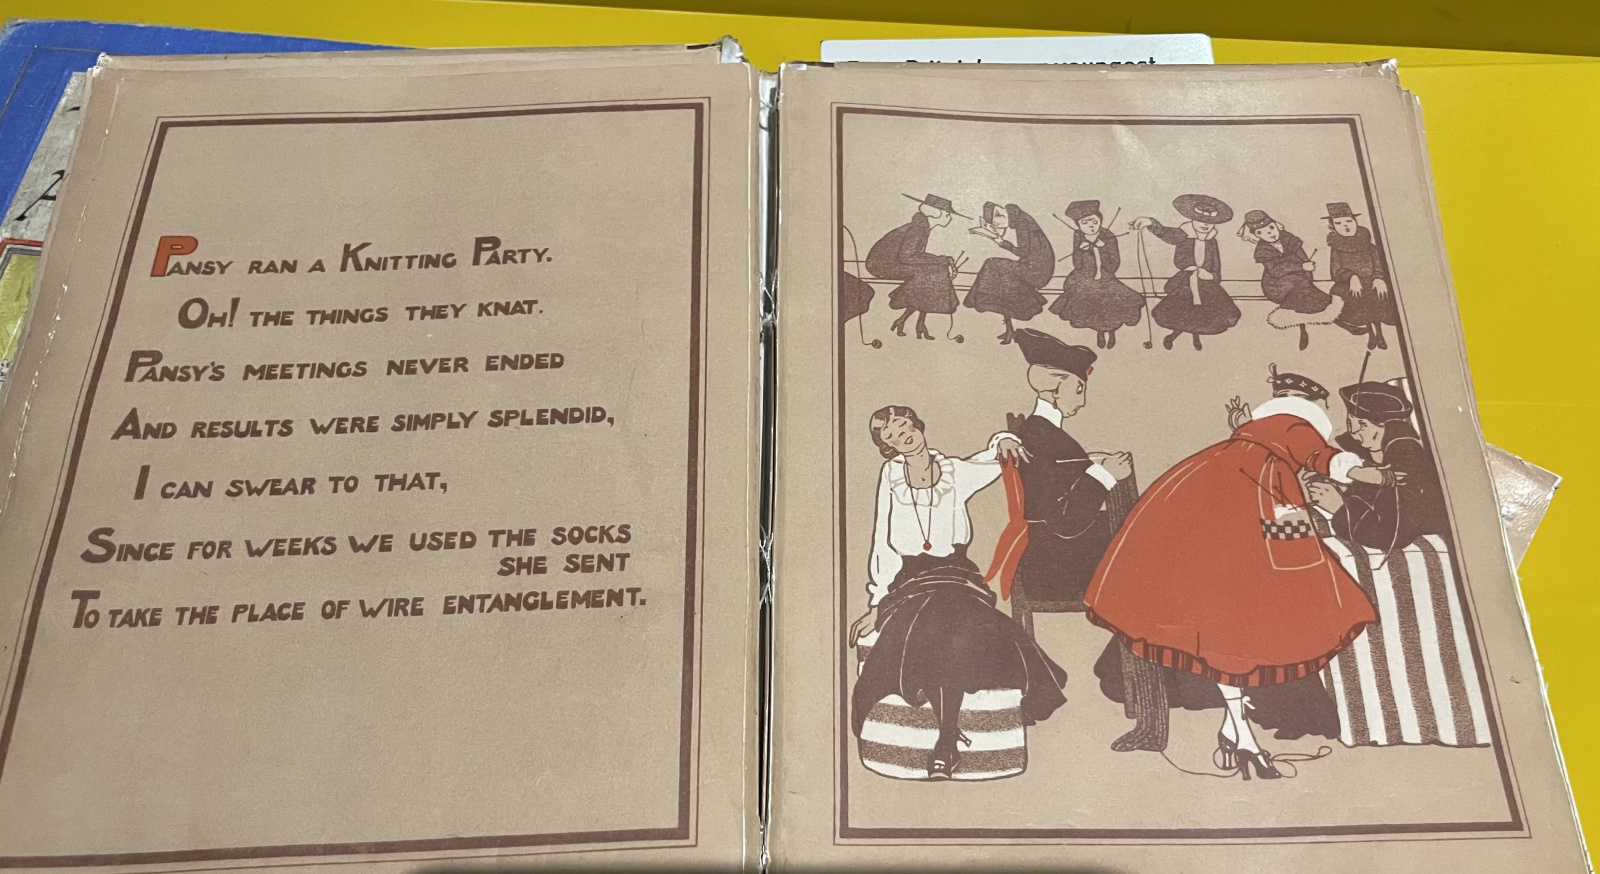 youngest
PANSY RAN A KNITTING PARTY.
OH! THE THINGS THEY KNAT.
PANSY'S MEETINGS NEVER ENDED
AND RESULTS WERE SIMPLY SPLENDID,
I CAN SWEAR TO THAT,
SINCE FOR WEEKS WE USED THE SOCKS
SHE SENT
TO TAKE THE PLACE OF WIRE ENTANGLEMENT.